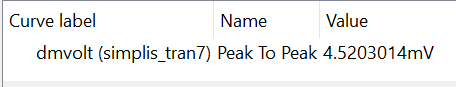 Curve label Name Value
dmvolt (simplis_tran7) Peak To Peak 4.5203014mV